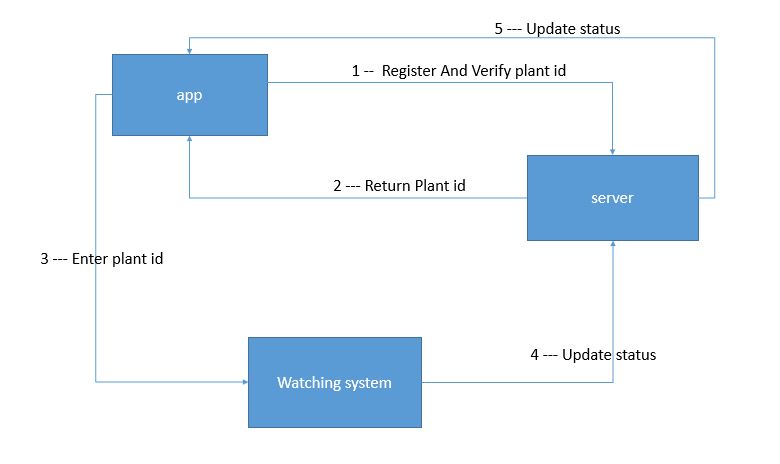 5 --- Update status
1 -- Register And Verify plant id
app
2 --- Return Plant id
server
3 --- Enter plant id
4 --- Update status
Watching system